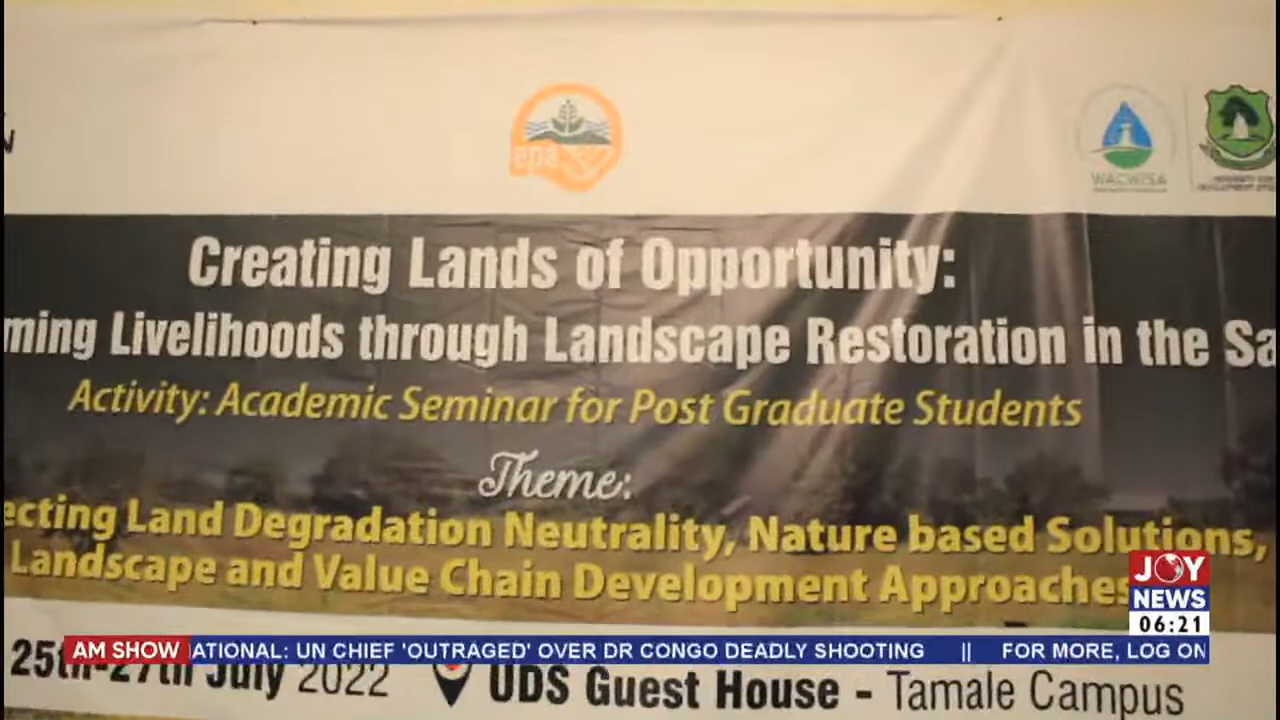 epa
WACWISA
Creating Lands of Opportunity:
ming Livelihoods through Landscape Restoration in the Sa
Activity: Academic Seminar for Post Graduate Students
Theme:
ecting Land Degradation Neutrality, Nature based Solutions,
Landscape and Value Chain Development Approaches
JOY
NEWS
06:21
AM SHOW ATIONAL: UN CHIEF 'OUTRAGED' OVER DR CONGO DEADLY SHOOTING || FOR MORE, LOG ON
25th-27th July 2022 UDS Guest House - Tamale Campus